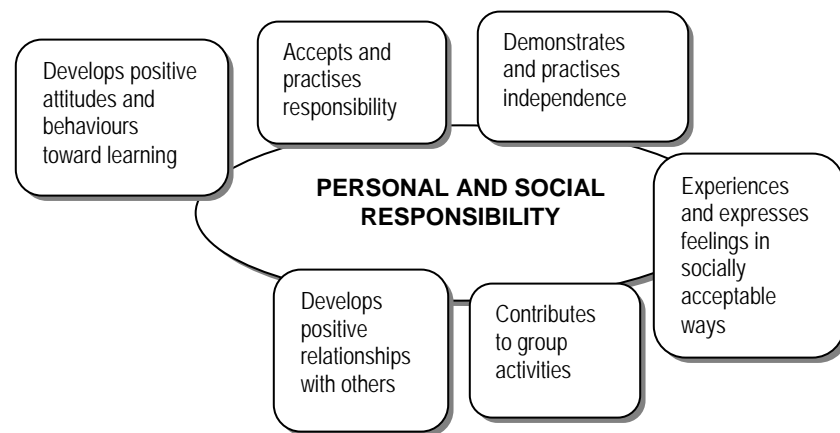 Develops positive
attitudes and
behaviours
toward learning
Accepts and
practises
responsibility
Demonstrates
and practises
independence
PERSONAL AND SOCIAL
RESPONSIBILITY
Experiences
and expresses
feelings in
socially
acceptable
ways
Develops
positive
relationships
with others
Contributes
to group
activities